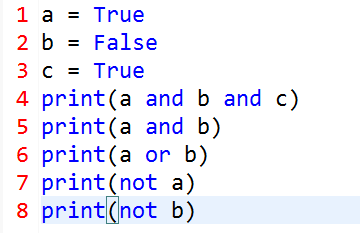 1 a = True
2 b = False
3 c = True
4 print(a and b and c)
5 print(a and b)
6 print(a or b)
7 print(not a)
8 print(not b)